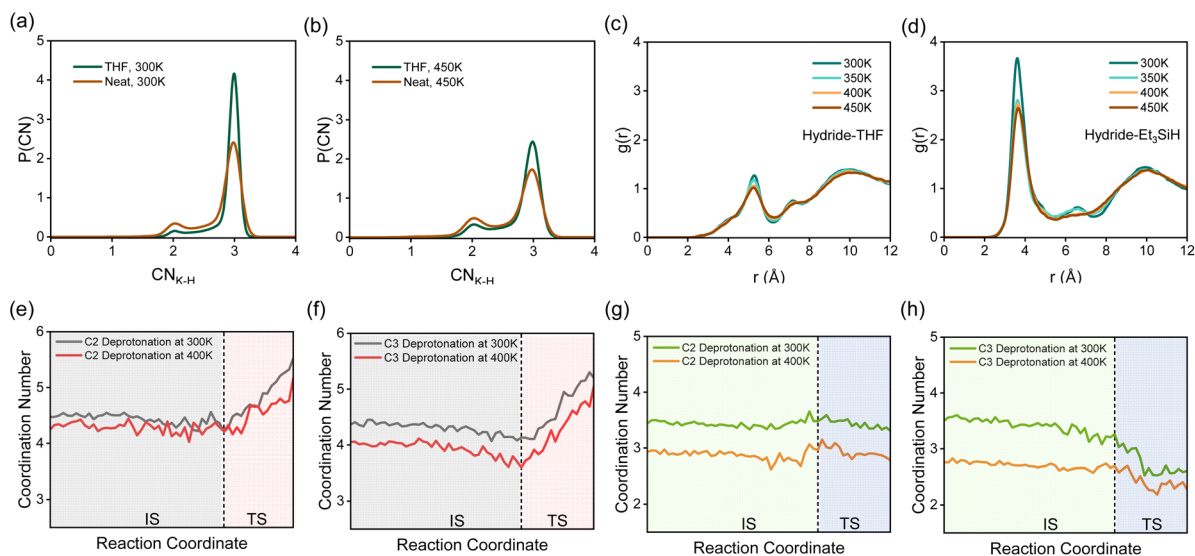 (a)
5
4
3
2
1
0
P(CN)
THF, 300K
Neat, 300K
0 1 2 3 4
CN_K-H
(b)
5
4
3
2
1
0
P(CN)
THF, 450K
Neat, 450K
0 1 2 3 4
CN_K-H
(c)
4
3
2
1
0
g(r)
300K
350K
400K
450K
Hydride-THF
0 2 4 6 8 10 12
r (Å)
(d)
4
3
2
1
0
g(r)
300K
350K
400K
450K
Hydride-Et₃SiH
0 2 4 6 8 10 12
r (Å)
(e)
6
5
4
3
Coordination Number
C2 Deprotonation at 300K
C2 Deprotonation at 400K
IS TS
Reaction Coordinate
(f)
6
5
4
3
Coordination Number
C3 Deprotonation at 300K
C3 Deprotonation at 400K
IS TS
Reaction Coordinate
(g)
5
4
3
2
Coordination Number
C2 Deprotonation at 300K
C2 Deprotonation at 400K
IS TS
Reaction Coordinate
(h)
5
4
3
2
Coordination Number
C3 Deprotonation at 300K
C3 Deprotonation at 400K
IS TS
Reaction Coordinate